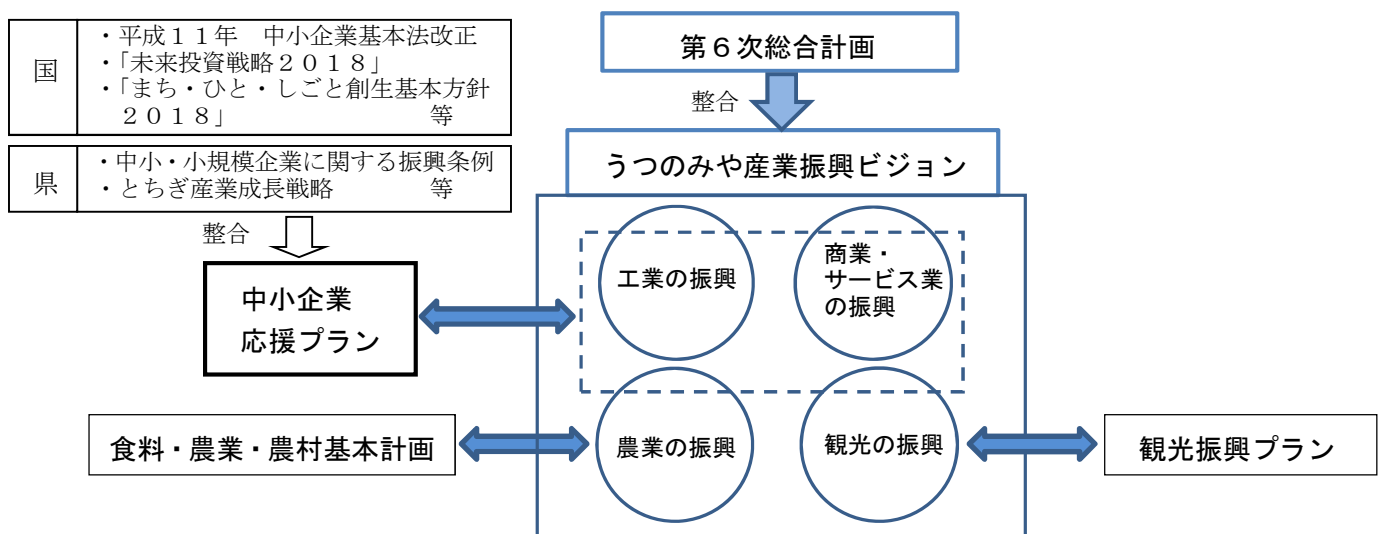 国
・平成１１年　中小企業基本法改正
・「未来投資戦略２０１８」
・「まち・ひと・しごと創生基本方針
２０１８」　等
県
・中小・小規模企業に関する振興条例
・とちぎ産業成長戦略　等
整合
中小企業
応援プラン
第６次総合計画
整合
うつのみや産業振興ビジョン
工業の振興
商業・
サービス業
の振興
食料・農業・農村基本計画
農業の振興
観光の振興
観光振興プラン